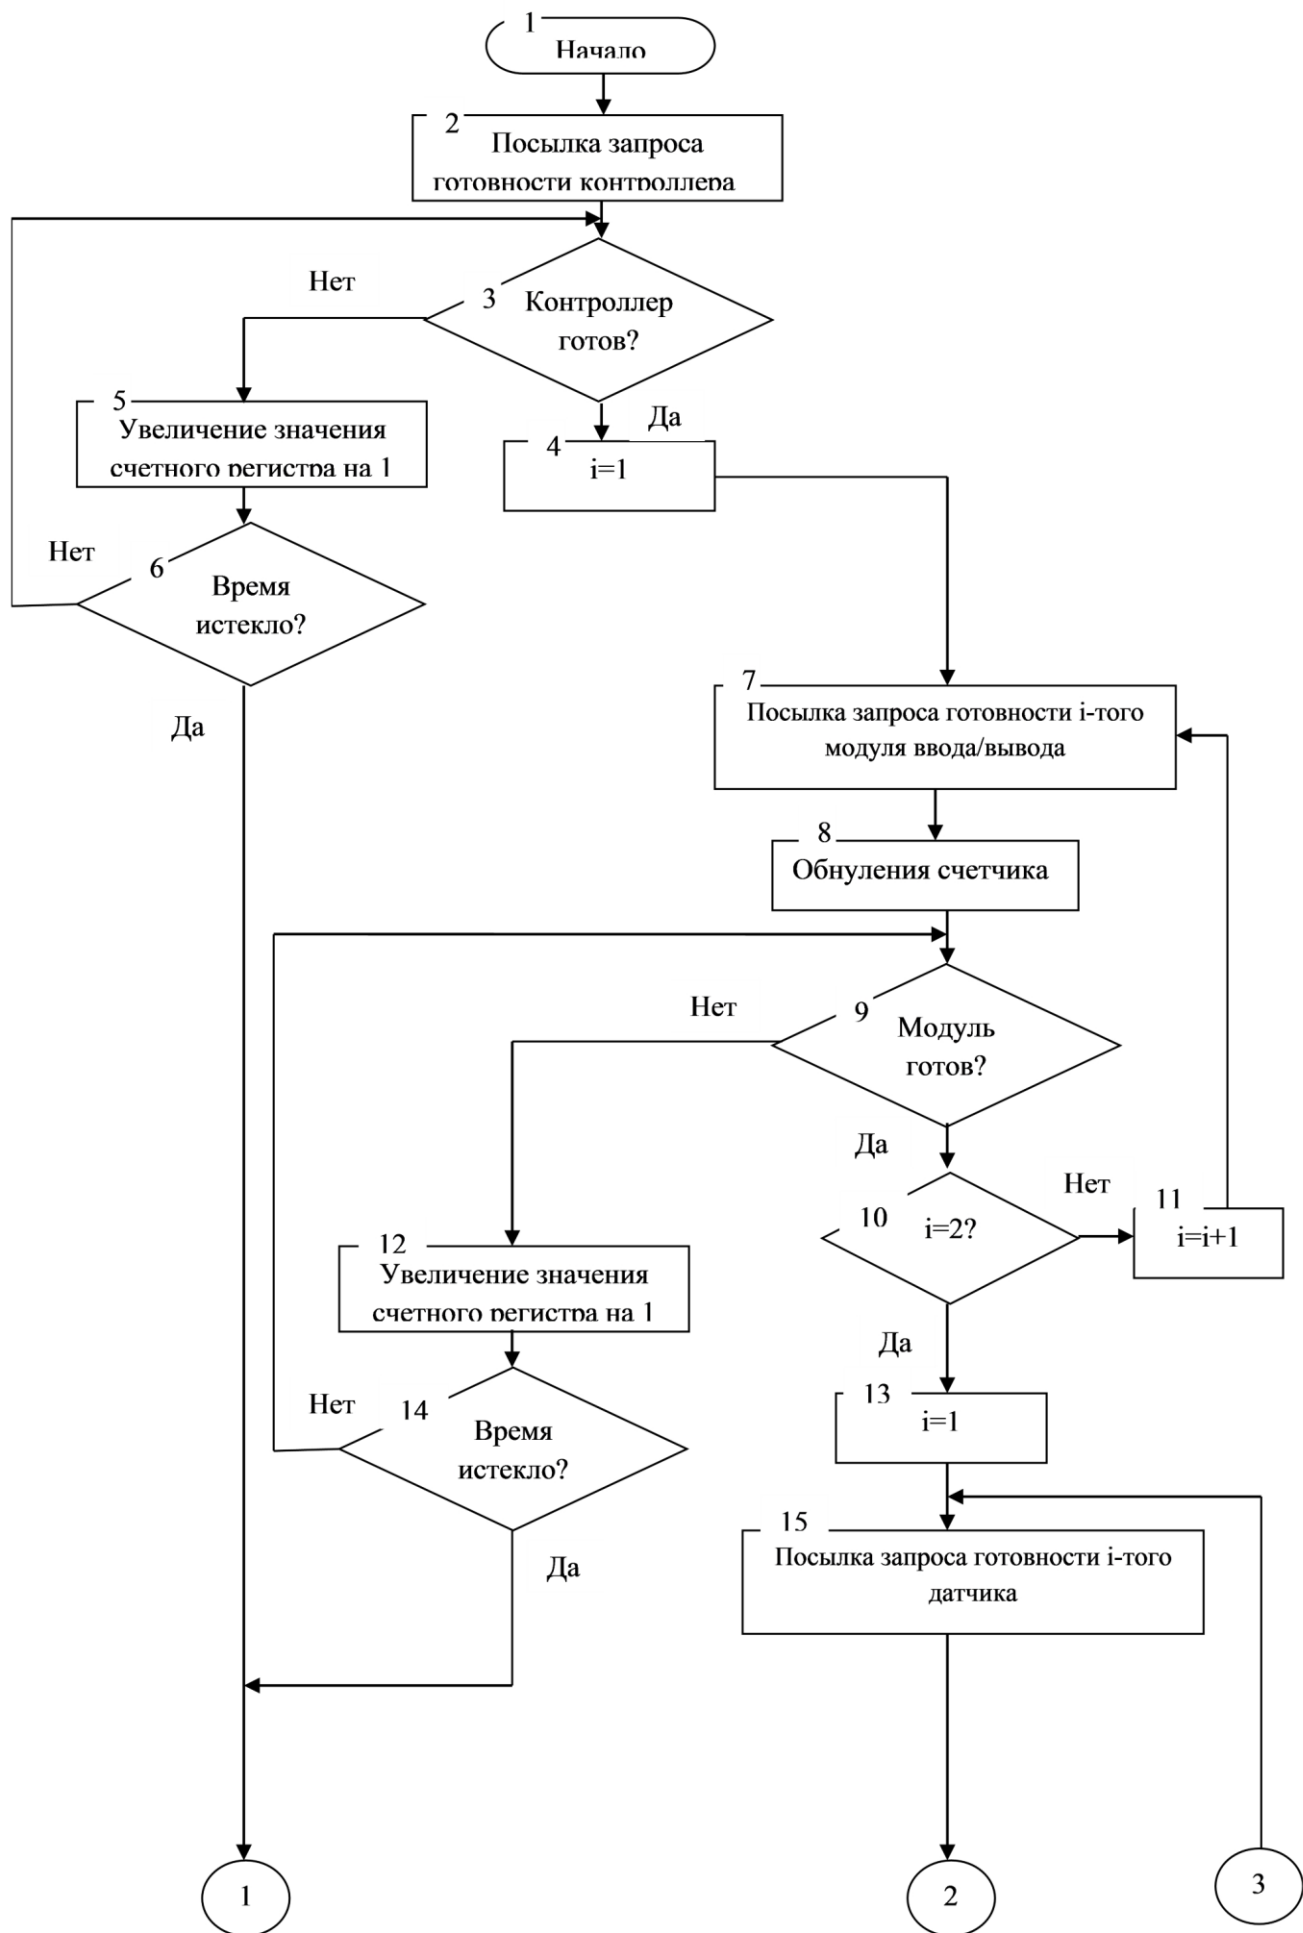 1
Начало
2
Посылка запроса
готовности контроллера
Нет
3
Контроллер
готов?
5
Увеличение значения
счетного регистра на 1
Да
4
i=1
Нет
6
Время
истекло?
Да
7
Посылка запроса готовности i-того
модуля ввода/вывода
8
Обнуления счетчика
Нет
9
Модуль
готов?
Да
10
i=2?
Нет
11
i=i+1
12
Увеличение значения
счетного регистра на 1
Да
13
i=1
Нет
14
Время
истекло?
Да
15
Посылка запроса готовности i-того
датчика
1
2
3